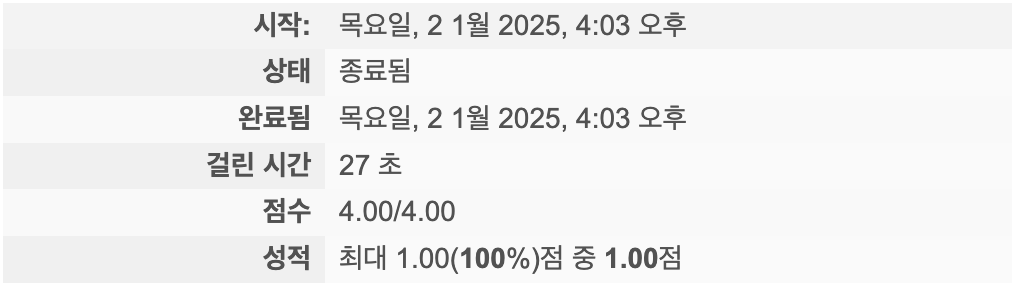 시작: 목요일, 2 1월 2025, 4:03 오후
상태 종료됨
완료됨 목요일, 2 1월 2025, 4:03 오후
걸린 시간 27 초
점수 4.00/4.00
성적 최대 1.00(100%)점 중 1.00점